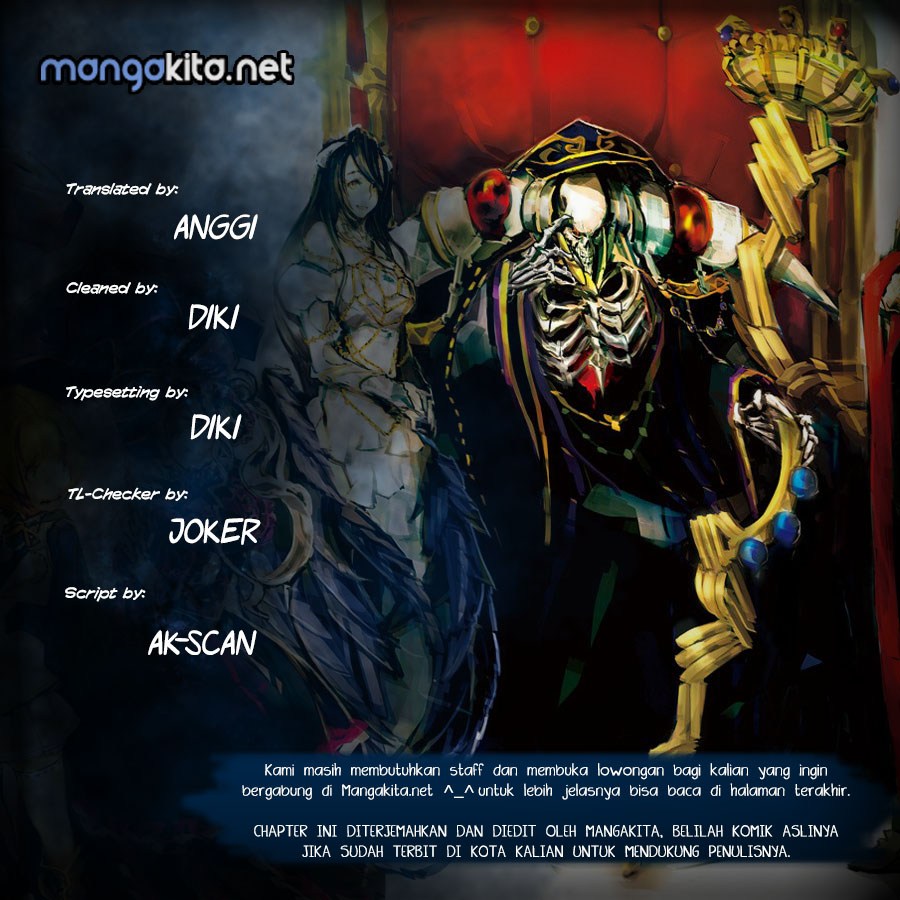 mangakita.net
Translated by:
ANGGI
Cleaned by:
DIKI
Typesetting by:
DIKI
TL-Checker by:
JOKER
Script by:
AK-SCAN
Kami masih membutuhkan staff dan membuka lowongan bagi kalian yang ingin
bergabung di Mangakita.net ^_^ untuk lebih jelasnya bisa baca di halaman terakhir.
CHAPTER INI DITERJEMAHKAN DAN DIEDIT OLEH MANGAKITA, BELILAH KOMIK ASLINYA
JIKA SUDAH TERBIT DI KOTA KALIAN UNTUK MENDUKUNG PENULISNYA.